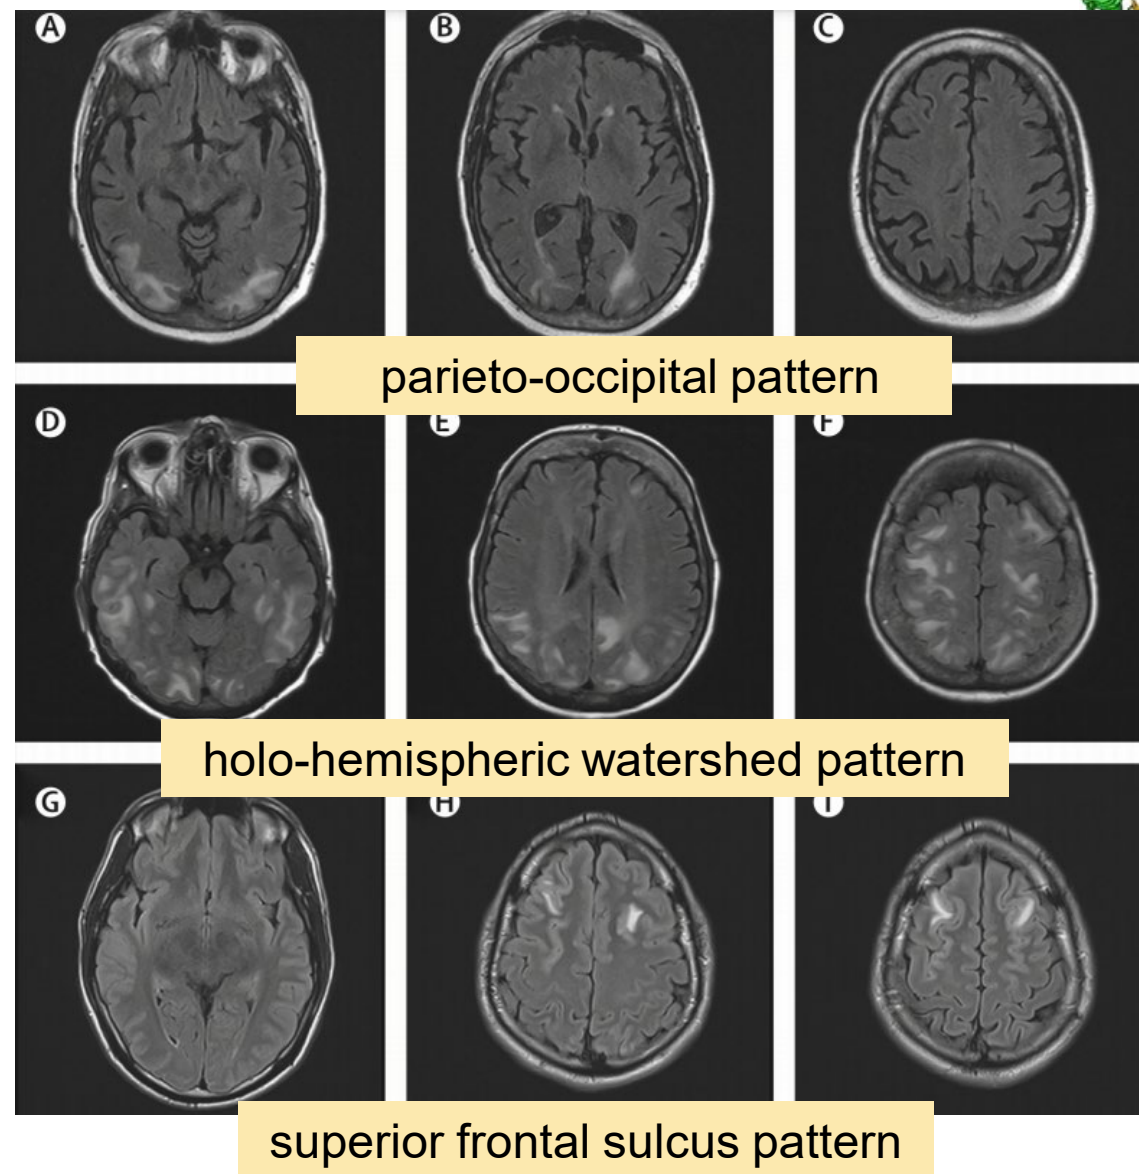 A
B
C
parieto-occipital pattern
D
E
F
holo-hemispheric watershed pattern
G
H
I
superior frontal sulcus pattern